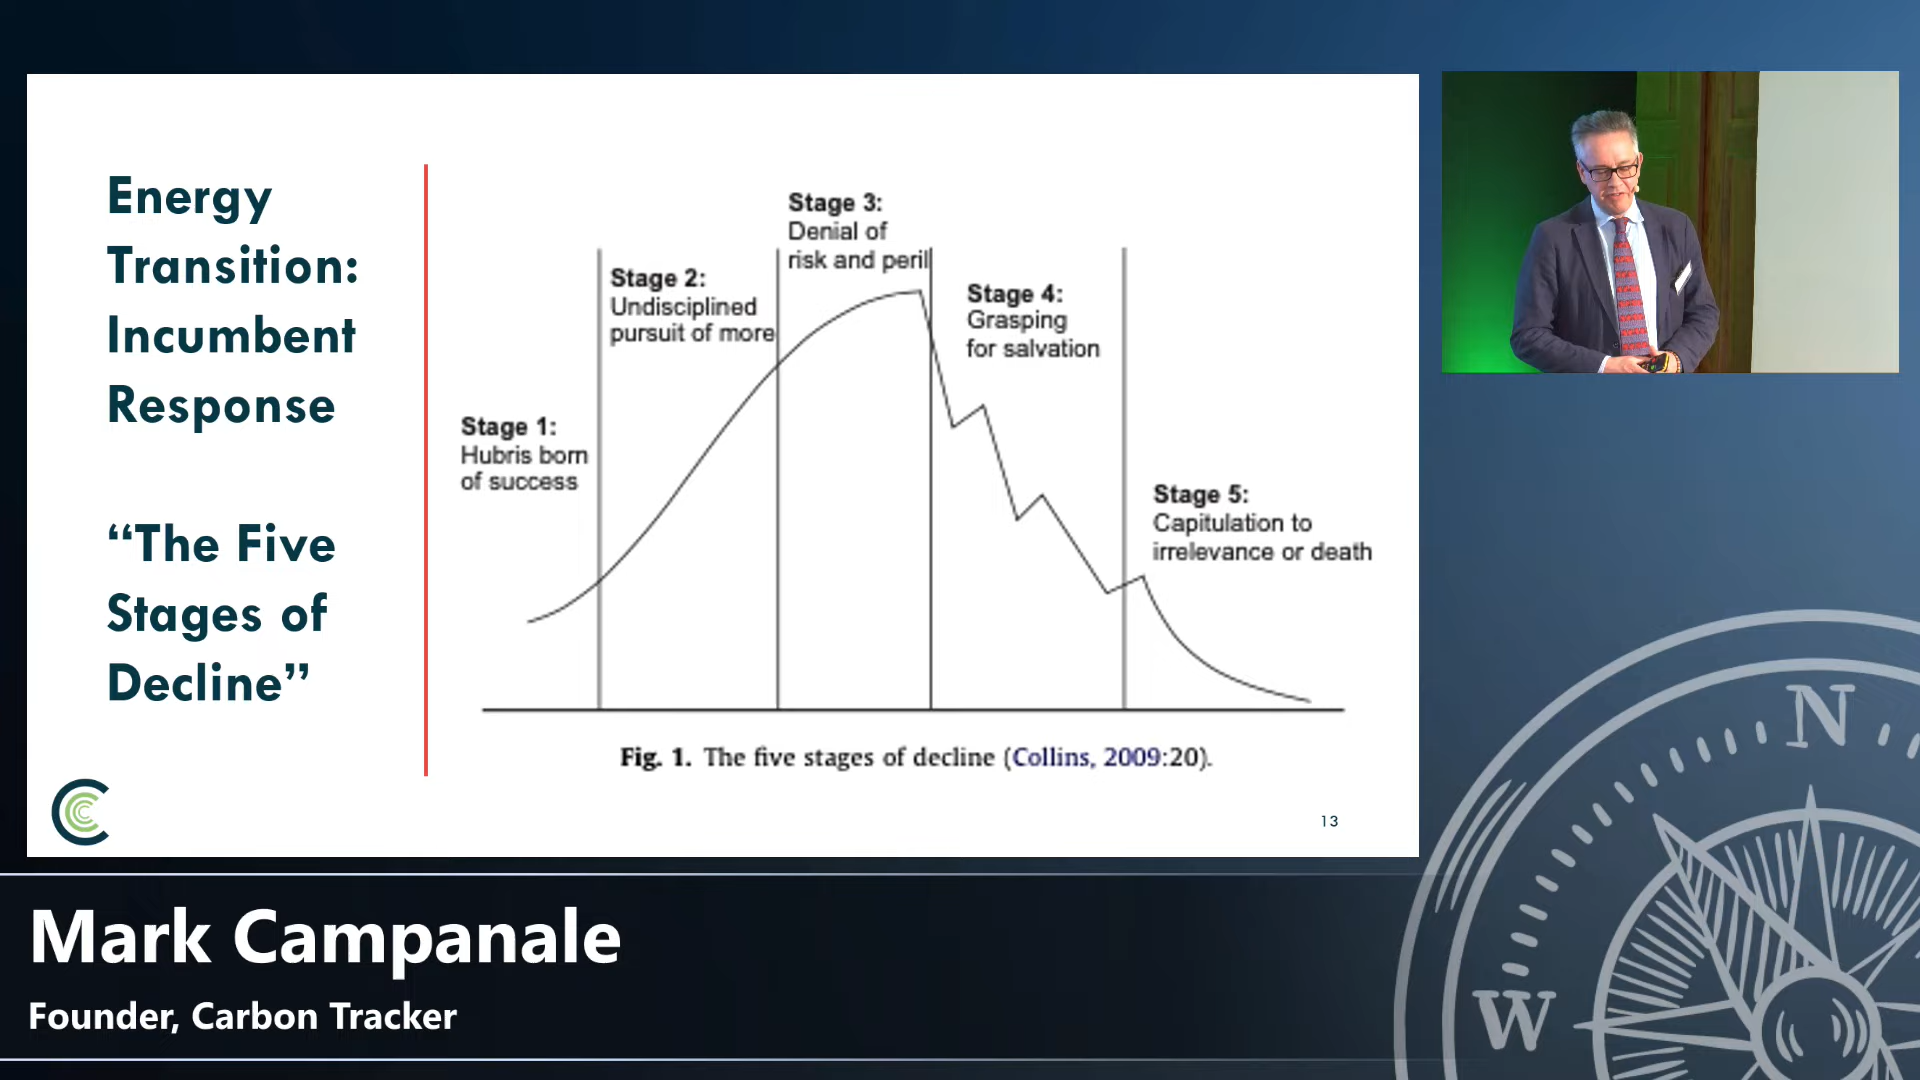 Energy
Transition:
Incumbent
Response
“The Five
Stages of
Decline”
Stage 1:
Hubris born
of success
Stage 2:
Undisciplined
pursuit of more
Stage 3:
Denial of
risk and peril
Stage 4:
Grasping
for salvation
Stage 5:
Capitulation to
irrelevance or death
Fig. 1. The five stages of decline (Collins, 2009:20).
13
Mark Campanale
Founder, Carbon Tracker
N
W